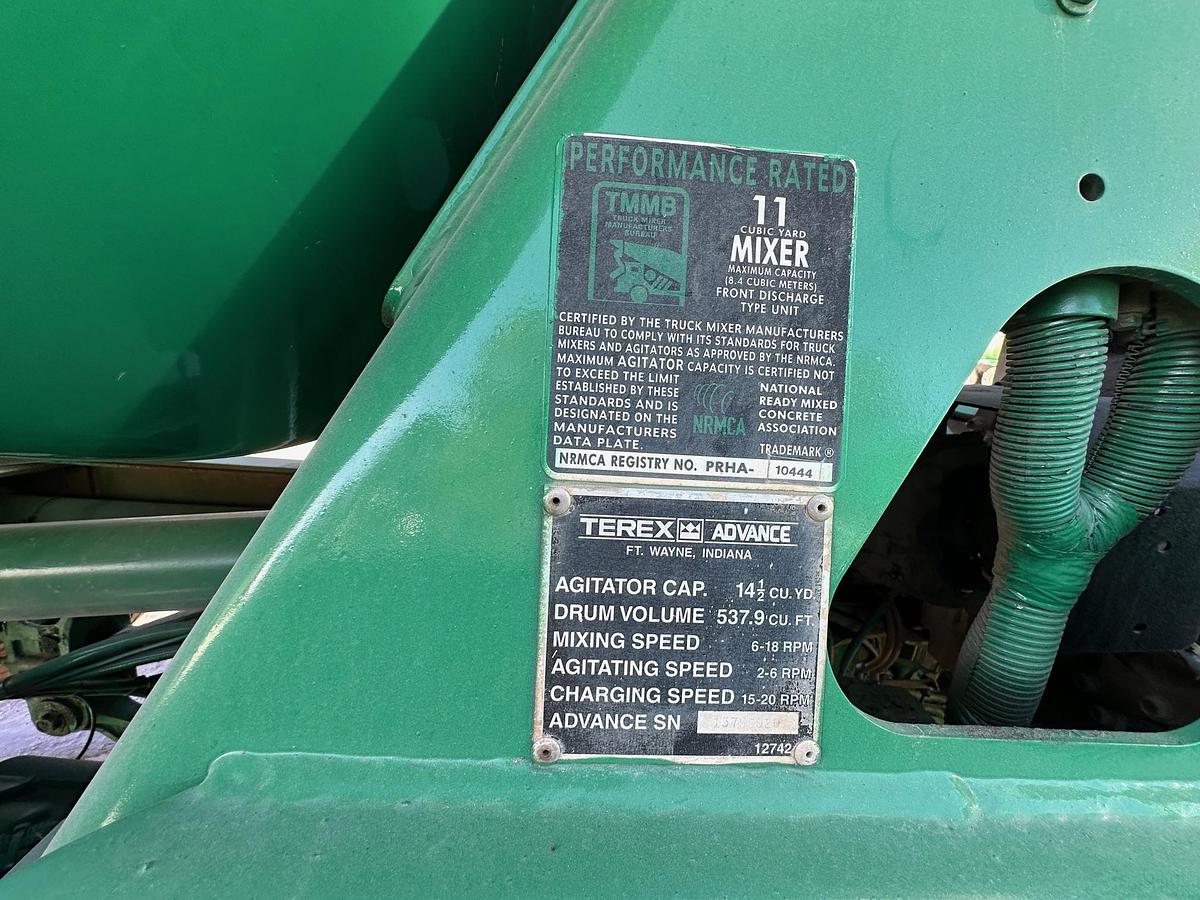 PERFORMANCE RATED
TMMB
TRUCK MIXER
MANUFACTURERS
BUREAU
11
CUBIC YARD
MIXER
MAXIMUM CAPACITY
(8.4 CUBIC METERS)
FRONT DISCHARGE
TYPE UNIT
CERTIFIED BY THE TRUCK MIXER MANUFACTURERS
BUREAU TO COMPLY WITH ITS STANDARDS FOR TRUCK
MIXERS AND AGITATORS AS APPROVED BY THE NRMCA.
MAXIMUM AGITATOR CAPACITY IS CERTIFIED NOT
TO EXCEED THE LIMIT
ESTABLISHED BY THESE
STANDARDS AND IS
DESIGNATED ON THE
MANUFACTURERS
DATA PLATE.
NRMCA
NATIONAL
READY MIXED
CONCRETE
ASSOCIATION
TRADEMARK ®
NRMCA REGISTRY NO. PRHA- 10444
TEREX ADVANCE
FT. WAYNE, INDIANA
AGITATOR CAP. 14½ CU. YD.
DRUM VOLUME 537.9 CU. FT.
MIXING SPEED 6-18 RPM
AGITATING SPEED 2-6 RPM
CHARGING SPEED 15-20 RPM
ADVANCE SN
12742